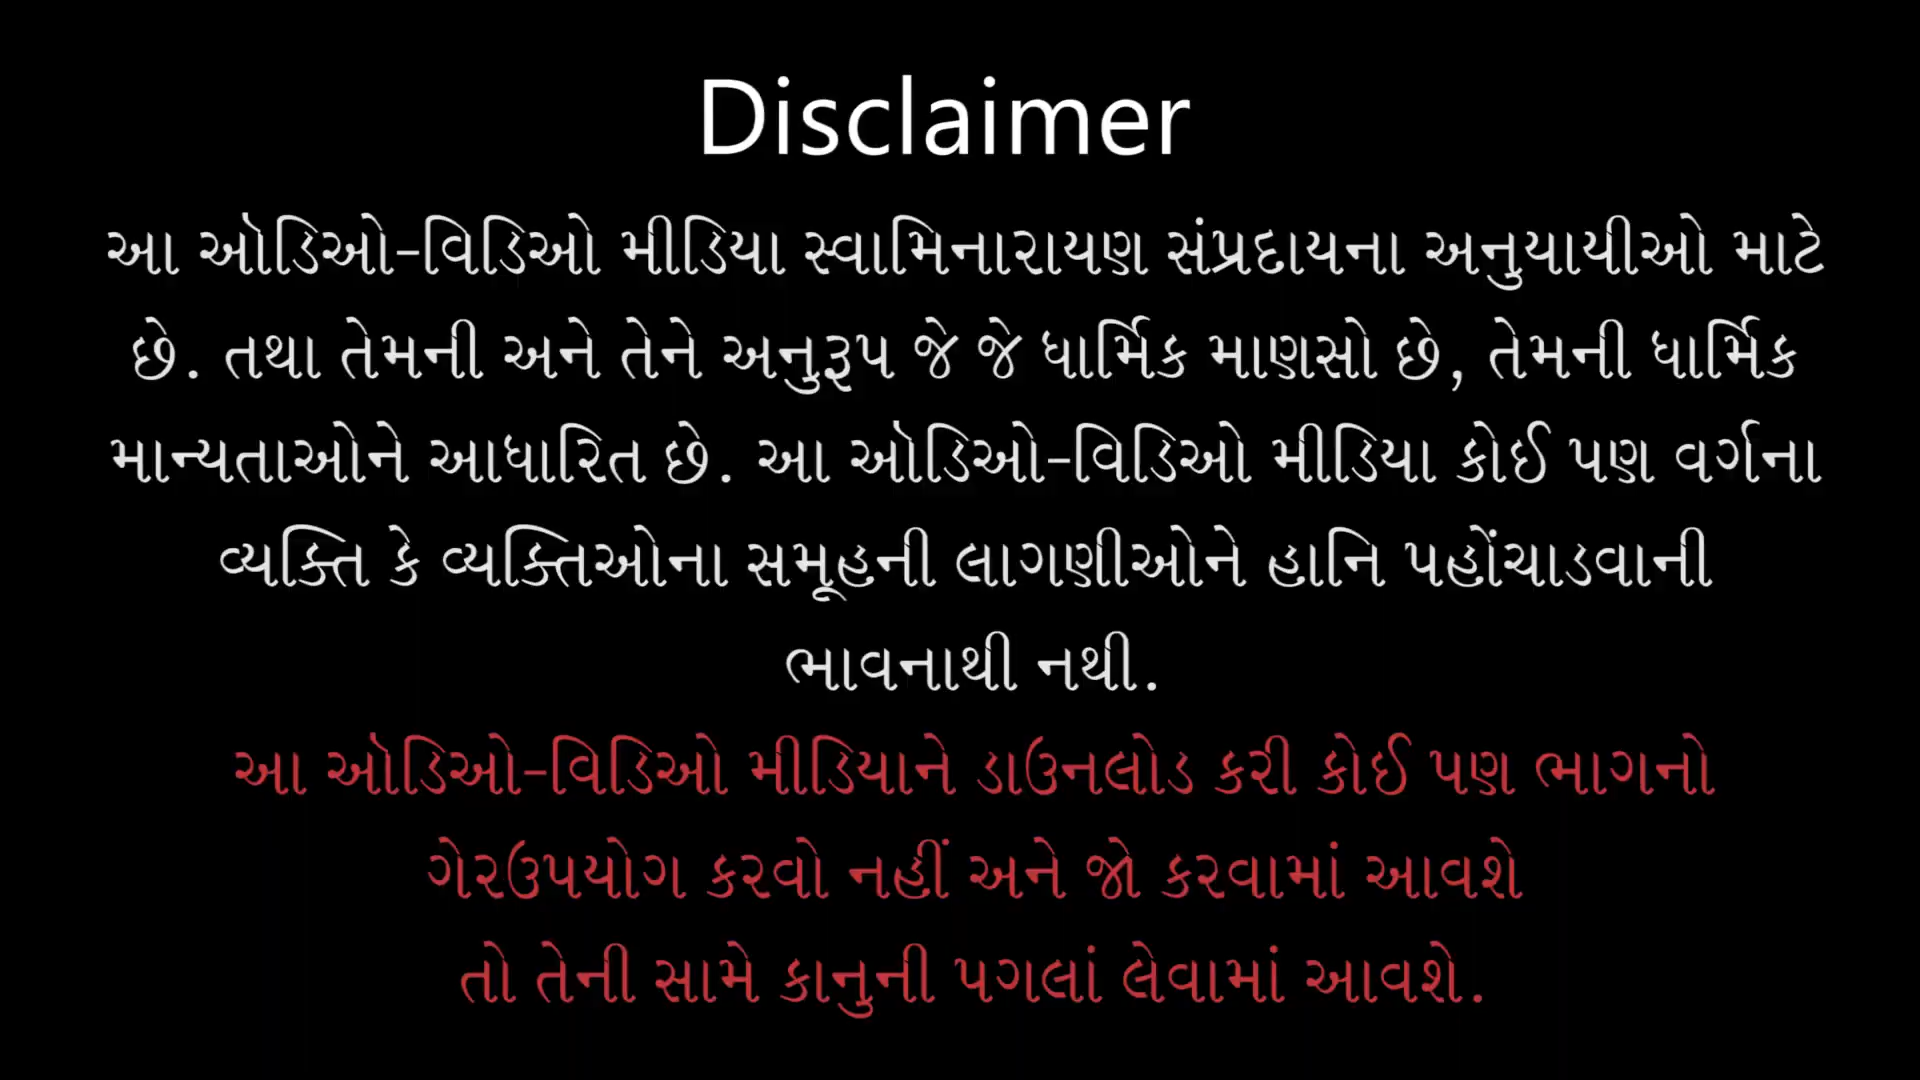 Disclaimer
આ ઑડિઓ-વિડિઓ મીડિયા સ્વામિનારાયણ સંપ્રદાયના અનુયાયીઓ માટે
છે. તથા તેમની અને તેને અનુરૂપ જે જે ધાર્મિક માણસો છે, તેમની ધાર્મિક
માન્યતાઓને આધારિત છે. આ ઑડિઓ-વિડિઓ મીડિયા કોઈ પણ વર્ગના
વ્યક્તિ કે વ્યક્તિઓના સમૂહની લાગણીઓને હાનિ પહોંચાડવાની
ભાવનાથી નથી.
આ ઑડિઓ-વિડિઓ મીડિયાને ડાઉનલોડ કરી કોઈ પણ ભાગનો
ગેરઉપયોગ કરવો નહીં અને જો કરવામાં આવશે
તો તેની સામે કાનુની પગલાં લેવામાં આવશે.